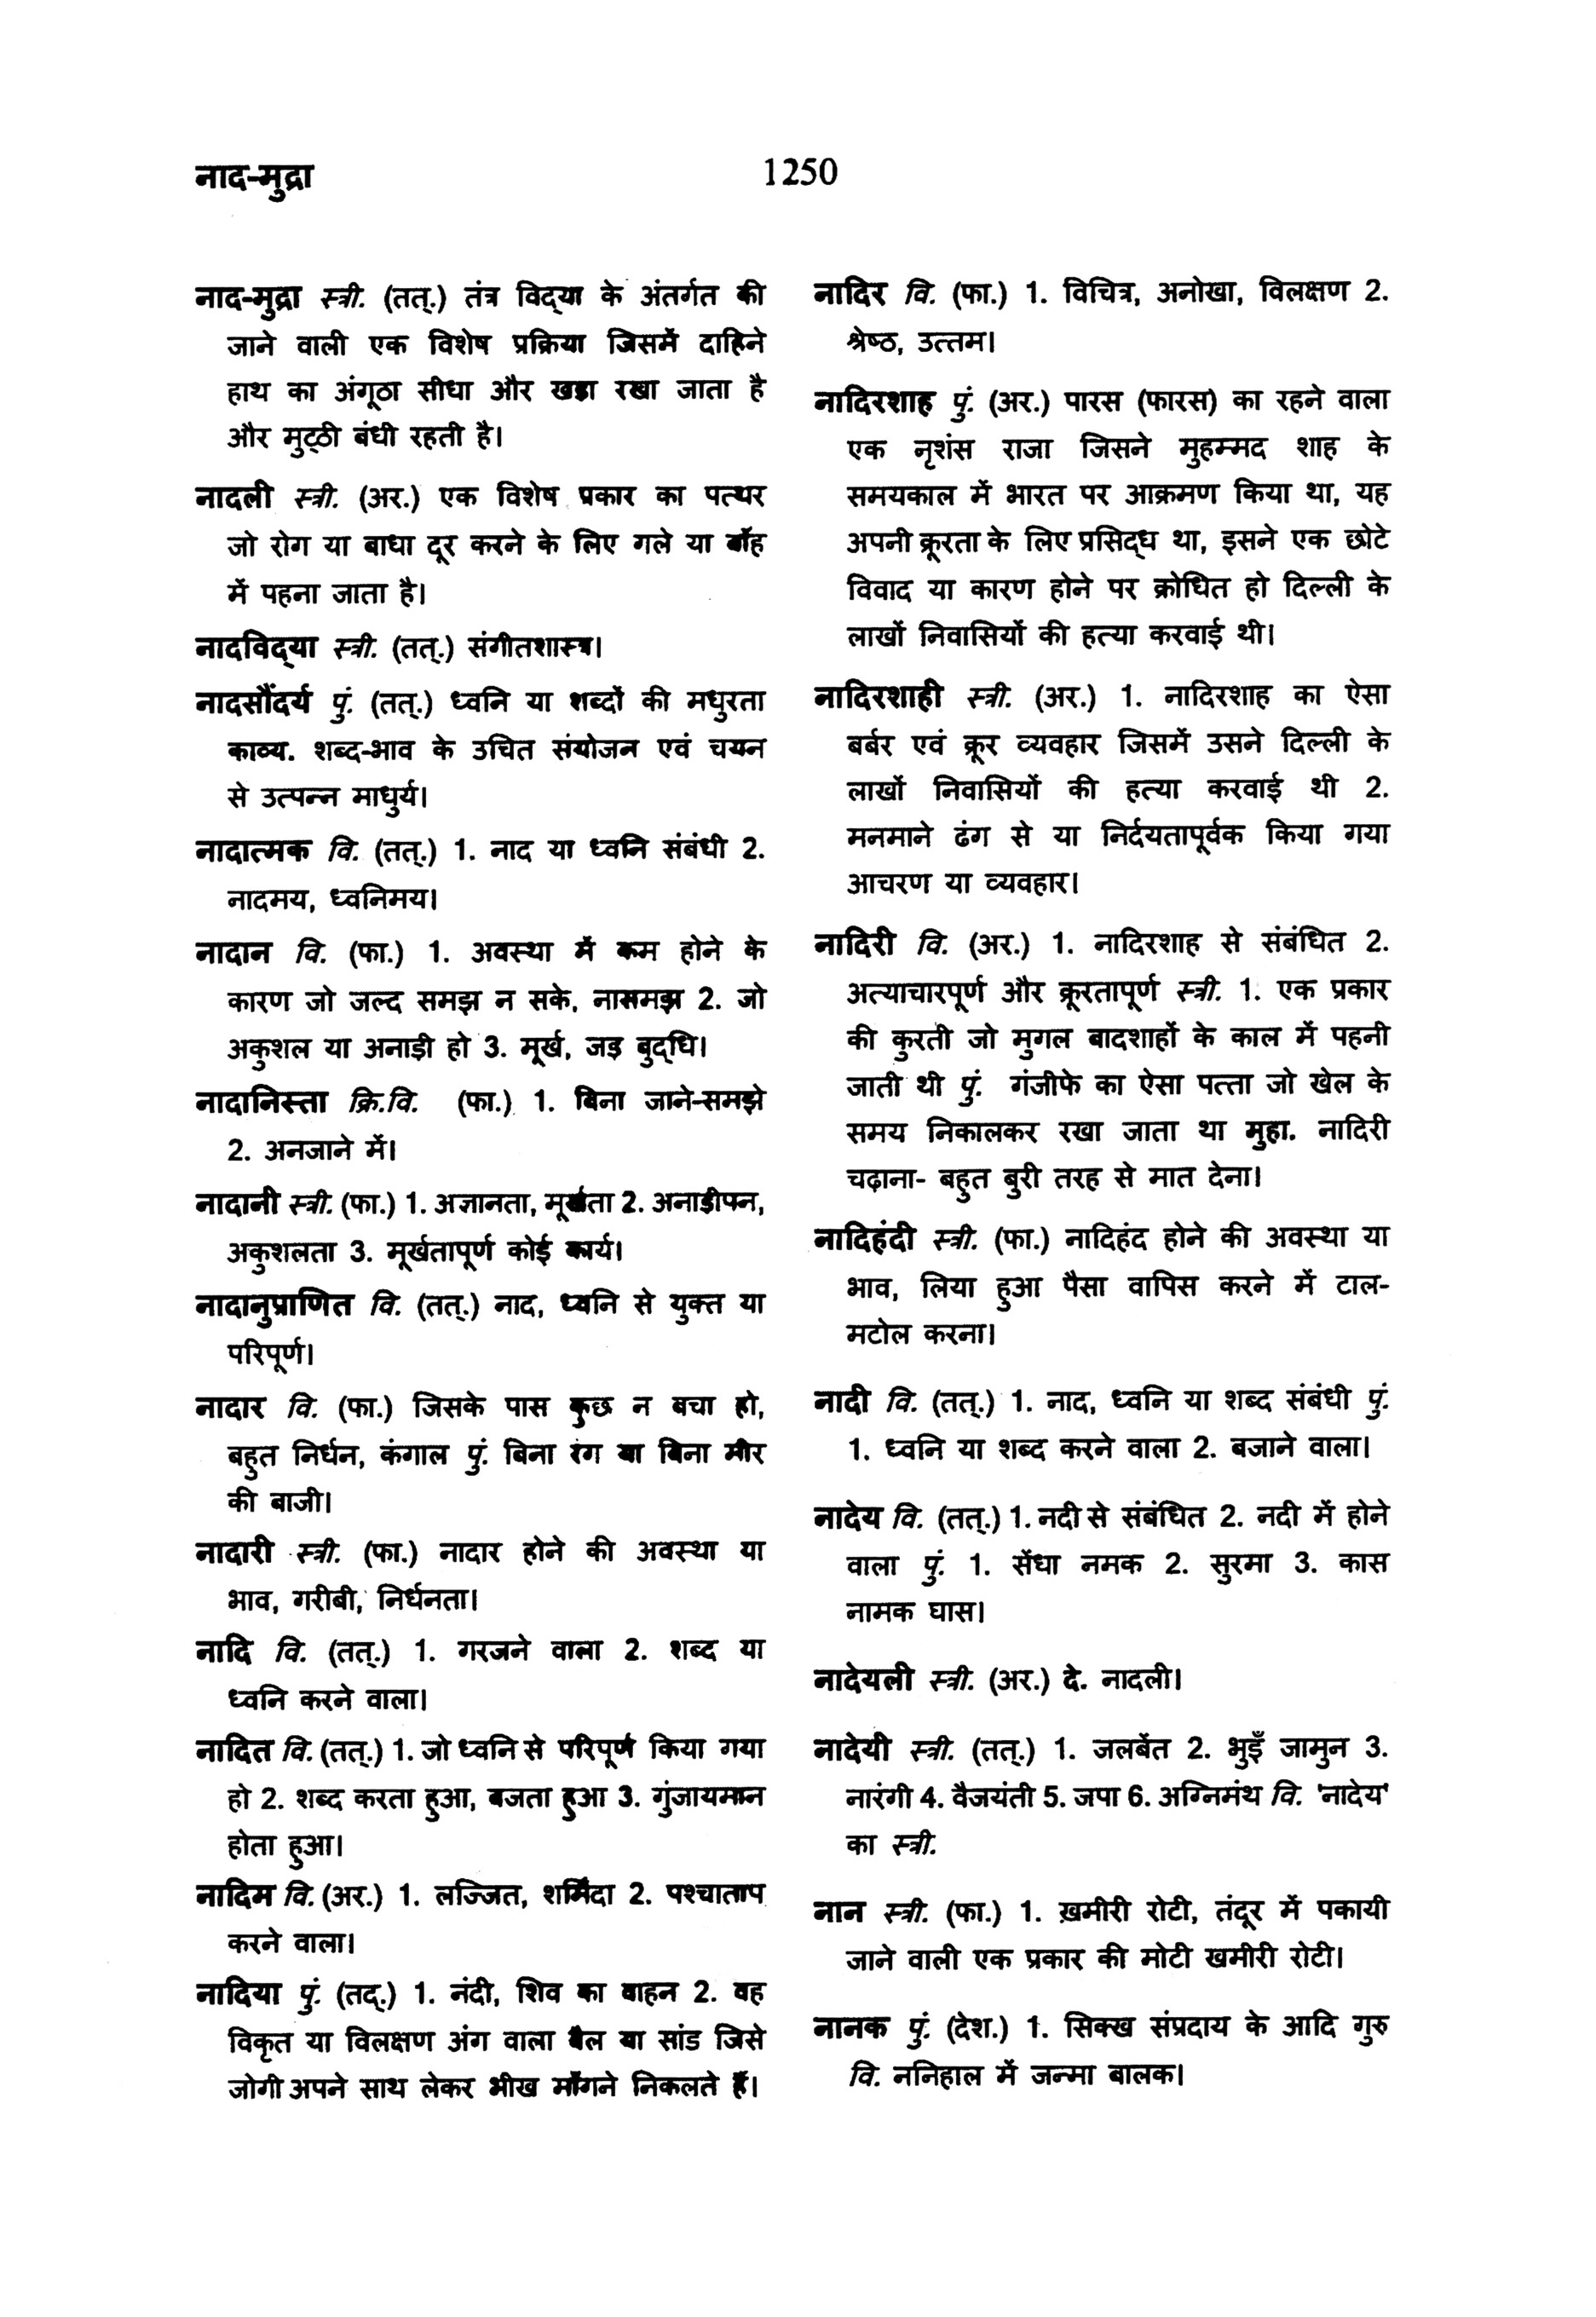 नाद-मुद्रा
1250
नाद-मुद्रा स्त्री. (तत्.) तंत्र विद्‌या के अंतर्गत की
जाने वाली एक विशेष प्रक्रिया जिसमें दाहिने
हाथ का अंगूठा सीधा और खड़ा रखा जाता है
और मुट्‌ठी बंधी रहती है।
नादली स्त्री. (अर.) एक विशेष प्रकार का पत्थर
जो रोग या बाधा दूर करने के लिए गले या बाँह
में पहना जाता है।
नादविद्‌या स्त्री. (तत्.) संगीतशास्त्र।
नादसौंदर्य पुं. (तत्.) ध्वनि या शब्दों की मधुरता
काव्य. शब्द-भाव के उचित संयोजन एवं चयन
से उत्पन्न माधुर्य।
नादात्मक वि. (तत्.) 1. नाद या ध्वनि संबंधी 2.
नादमय, ध्वनिमय।
नादान वि. (फा.) 1. अवस्था में कम होने के
कारण जो जल्द समझ न सके, नासमझ 2. जो
अकुशल या अनाड़ी हो 3. मूर्ख, जड़ बुद्‌धि।
नादानिस्ता क्रि.वि. (फा.) 1. बिना जाने-समझे
2. अनजाने में।
नादानी स्त्री. (फा.) 1. अज्ञानता, मूर्खता 2. अनाड़ीपन,
अकुशलता 3. मूर्खतापूर्ण कोई कार्य।
नादानुप्राणित वि. (तत्.) नाद, ध्वनि से युक्त या
परिपूर्ण।
नादार वि. (फा.) जिसके पास कुछ न बचा हो,
बहुत निर्धन, कंगाल पुं. बिना रंग या बिना मीर
की बाजी।
नादारी स्त्री. (फा.) नादार होने की अवस्था या
भाव, गरीबी, निर्धनता।
नादि वि. (तत्.) 1. गरजने वाला 2. शब्द या
ध्वनि करने वाला।
नादित वि. (तत्.) 1. जो ध्वनि से परिपूर्ण किया गया
हो 2. शब्द करता हुआ, बजता हुआ 3. गुंजायमान
होता हुआ।
नादिम वि. (अर.) 1. लज्जित, शर्मिंदा 2. पश्चाताप
करने वाला।
नादिया पुं. (तद्.) 1. नंदी, शिव का वाहन 2. वह
विकृत या विलक्षण अंग वाला बैल या सांड जिसे
जोगी अपने साथ लेकर भीख माँगने निकलते हैं।
नादिर वि. (फा.) 1. विचित्र, अनोखा, विलक्षण 2.
श्रेष्ठ, उत्तम।
नादिरशाह पुं. (अर.) पारस (फारस) का रहने वाला
एक नृशंस राजा जिसने मुहम्मद शाह के
समयकाल में भारत पर आक्रमण किया था, यह
अपनी क्रूरता के लिए प्रसिद्‌ध था, इसने एक छोटे
विवाद या कारण होने पर क्रोधित हो दिल्ली के
लाखों निवासियों की हत्या करवाई थी।
नादिरशाही स्त्री. (अर.) 1. नादिरशाह का ऐसा
बर्बर एवं क्रूर व्यवहार जिसमें उसने दिल्ली के
लाखों निवासियों की हत्या करवाई थी 2.
मनमाने ढंग से या निर्दयतापूर्वक किया गया
आचरण या व्यवहार।
नादिरी वि. (अर.) 1. नादिरशाह से संबंधित 2.
अत्याचारपूर्ण और क्रूरतापूर्ण स्त्री. 1. एक प्रकार
की कुरती जो मुगल बादशाहों के काल में पहनी
जाती थी पुं. गंजीफे का ऐसा पत्ता जो खेल के
समय निकालकर रखा जाता था मुहा. नादिरी
चढ़ाना- बहुत बुरी तरह से मात देना।
नादिहंदी स्त्री. (फा.) नादिहंद होने की अवस्था या
भाव, लिया हुआ पैसा वापिस करने में टाल-
मटोल करना।
नादी वि. (तत्.) 1. नाद, ध्वनि या शब्द संबंधी पुं.
1. ध्वनि या शब्द करने वाला 2. बजाने वाला।
नादेय वि. (तत्.) 1. नदी से संबंधित 2. नदी में होने
वाला पुं. 1. सेंधा नमक 2. सुरमा 3. कास
नामक घास।
नादेयली स्त्री. (अर.) दे. नादली।
नादेयी स्त्री. (तत्.) 1. जलबेंत 2. भुइँ जामुन 3.
नारंगी 4. वैजयंती 5. जपा 6. अग्निमंथ वि. 'नादेय'
का स्त्री.
नान स्त्री. (फा.) 1. ख़मीरी रोटी, तंदूर में पकायी
जाने वाली एक प्रकार की मोटी खमीरी रोटी।
नानक पुं. (देश.) 1. सिक्ख संप्रदाय के आदि गुरु
वि. ननिहाल में जन्मा बालक।